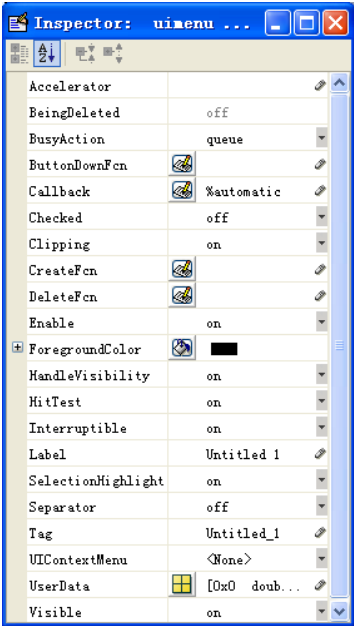 Inspector: uimenu ...
Accelerator
BeingDeleted off
BusyAction queue
ButtonDownFcn
Callback %automatic
Checked off
Clipping on
CreateFcn
DeleteFcn
Enable on
ForegroundColor
HandleVisibility on
HitTest on
Interruptible on
Label Untitled 1
SelectionHighlight on
Separator off
Tag Untitled_1
UIContextMenu <None>
UserData [0x0 doub...
Visible on